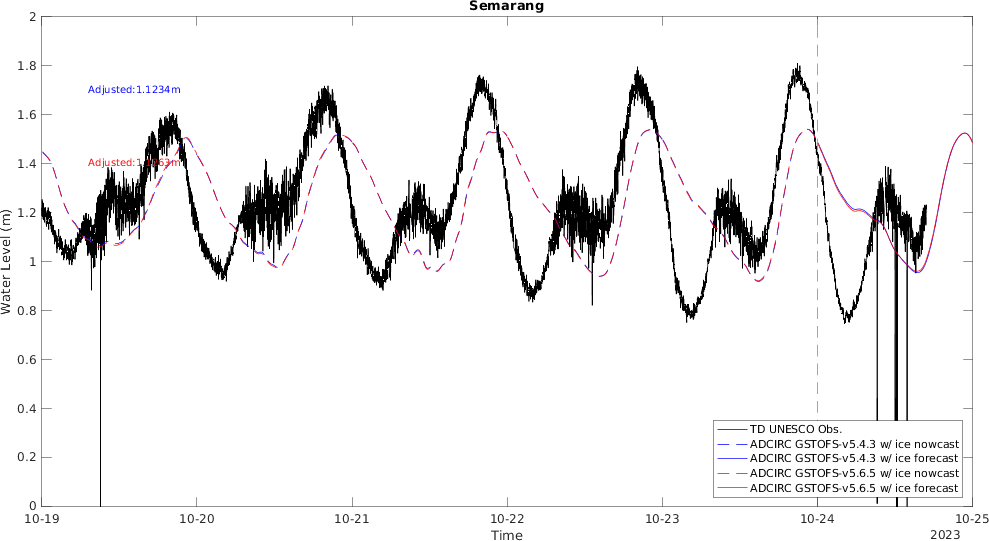 Semarang
2
1.8
1.6
1.4
1.2
1
0.8
0.6
0.4
0.2
0
Water Level (m)
Adjusted:1.1234m
TD UNESCO Obs.
ADCIRC GSTOFS-v5.4.3 w/ ice nowcast
ADCIRC GSTOFS-v5.4.3 w/ ice forecast
ADCIRC GSTOFS-v5.6.5 w/ ice nowcast
ADCIRC GSTOFS-v5.6.5 w/ ice forecast
10-19 10-20 10-21 10-22 10-23 10-24 10-25
Time
2023